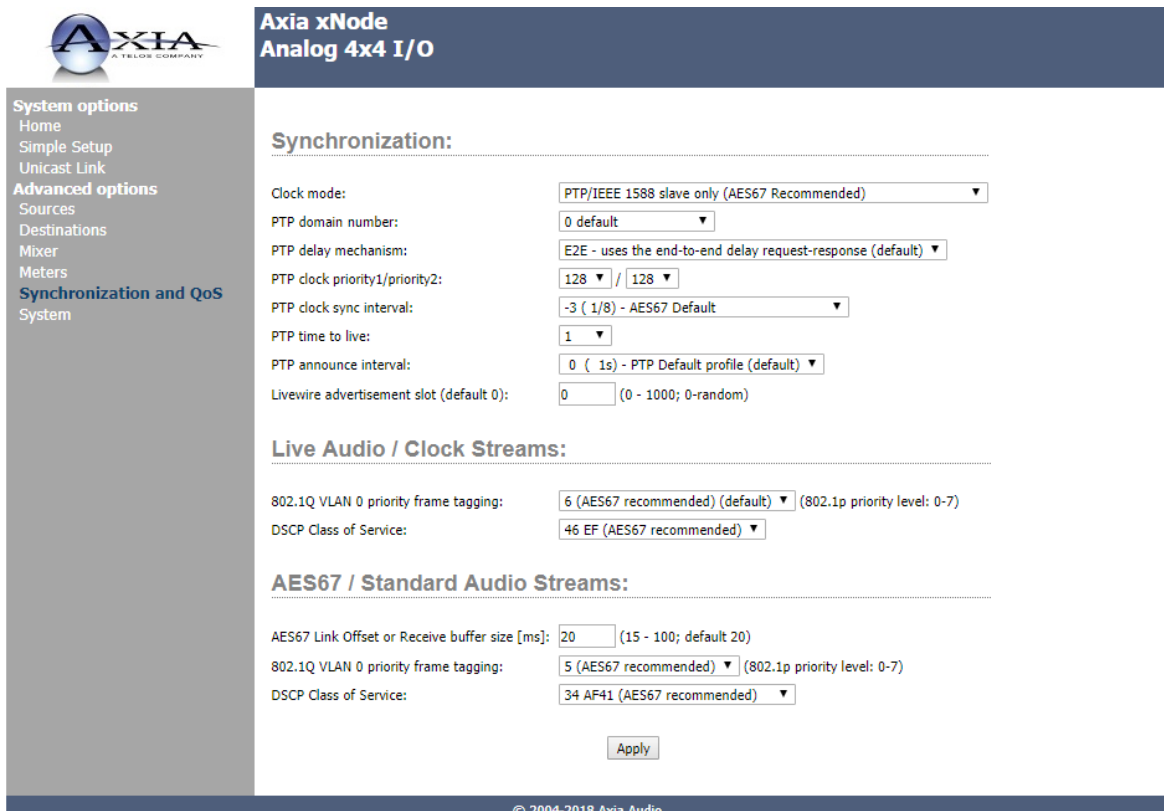 AXIA
A TELOS COMPANY
Axia xNode
Analog 4x4 I/O
System options
Home
Simple Setup
Unicast Link
Advanced options
Sources
Destinations
Mixer
Meters
Synchronization and QoS
System
Synchronization:
Clock mode: PTP/IEEE 1588 slave only (AES67 Recommended)
PTP domain number: 0 default
PTP delay mechanism: E2E - uses the end-to-end delay request-response (default)
PTP clock priority1/priority2: 128 / 128
PTP clock sync interval: -3 ( 1/8) - AES67 Default
PTP time to live: 1
PTP announce interval: 0 ( 1s) - PTP Default profile (default)
Livewire advertisement slot (default 0): 0 (0 - 1000; 0-random)
Live Audio / Clock Streams:
802.1Q VLAN 0 priority frame tagging: 6 (AES67 recommended) (default) (802.1p priority level: 0-7)
DSCP Class of Service: 46 EF (AES67 recommended)
AES67 / Standard Audio Streams:
AES67 Link Offset or Receive buffer size [ms]: 20 (15 - 100; default 20)
802.1Q VLAN 0 priority frame tagging: 5 (AES67 recommended) (802.1p priority level: 0-7)
DSCP Class of Service: 34 AF41 (AES67 recommended)
Apply
© 2004-2018 Axia Audio